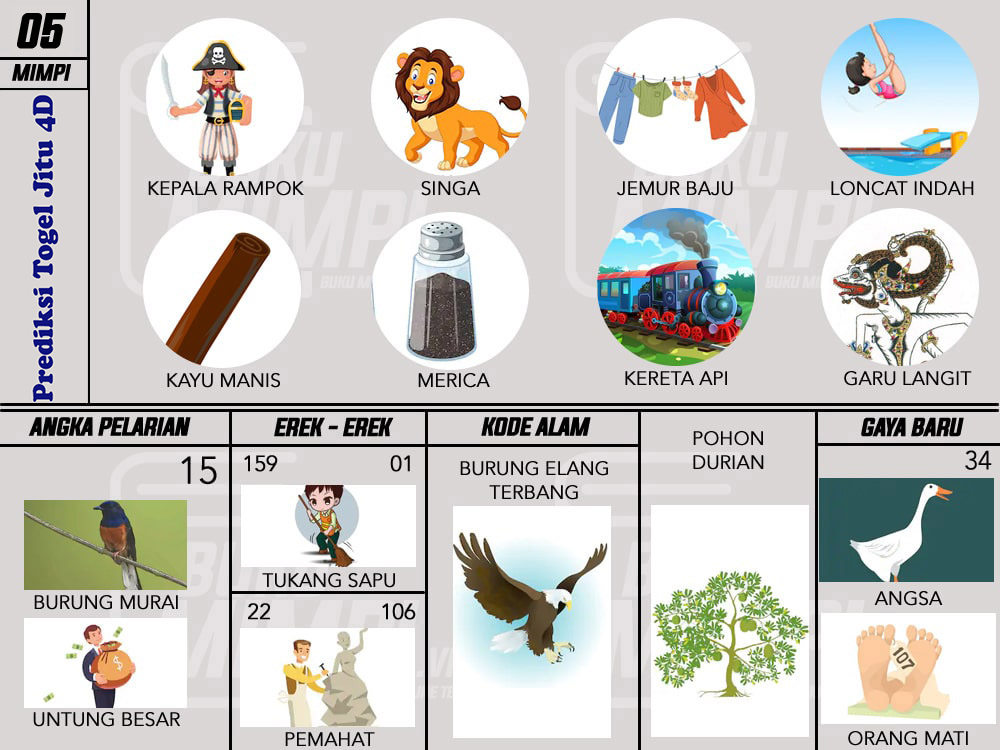 05
MIMPI
Prediksi Togel Jitu 4D
KEPALA RAMPOK
SINGA
JEMUR BAJU
LONCAT INDAH
KAYU MANIS
MERICA
KERETA API
GARU LANGIT
ANGKA PELARIAN
15
BURUNG MURAI
UNTUNG BESAR
EREK - EREK
159 01
TUKANG SAPU
22 106
PEMAHAT
KODE ALAM
BURUNG ELANG
TERBANG
POHON
DURIAN
GAYA BARU
34
ANGSA
107
ORANG MATI